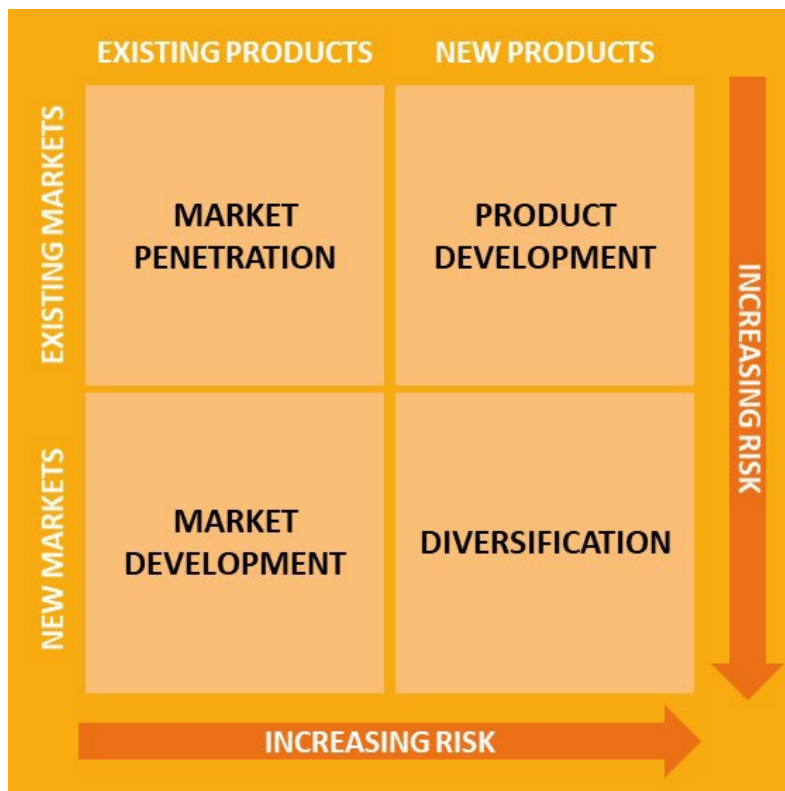 EXISTING PRODUCTS
NEW PRODUCTS
EXISTING MARKETS
MARKET
PENETRATION
PRODUCT
DEVELOPMENT
INCREASING RISK
NEW MARKETS
MARKET
DEVELOPMENT
DIVERSIFICATION
INCREASING RISK